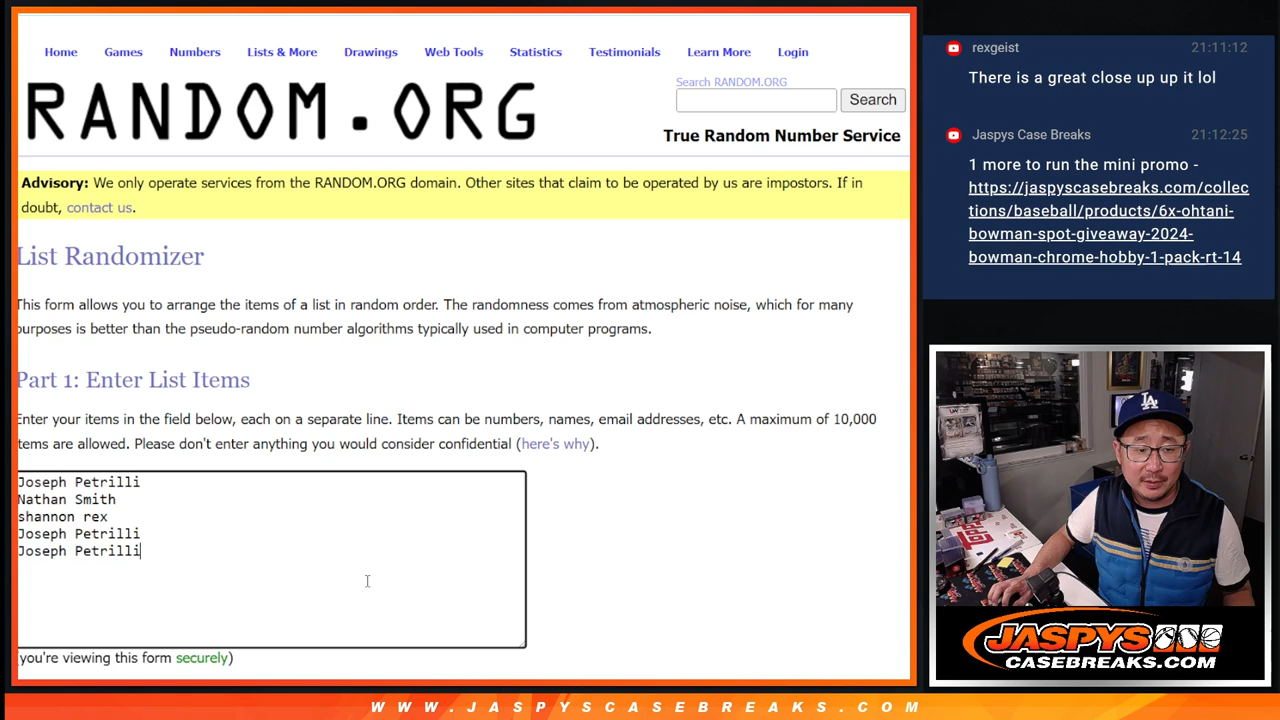 Home Games Numbers Lists & More Drawings Web Tools Statistics Testimonials Learn More Login
RANDOM.ORG
Search RANDOM.ORG
Search
True Random Number Service
Advisory: We only operate services from the RANDOM.ORG domain. Other sites that claim to be operated by us are impostors. If in
doubt, contact us.
List Randomizer
This form allows you to arrange the items of a list in random order. The randomness comes from atmospheric noise, which for many
purposes is better than the pseudo-random number algorithms typically used in computer programs.
Part 1: Enter List Items
Enter your items in the field below, each on a separate line. Items can be numbers, names, email addresses, etc. A maximum of 10,000
items are allowed. Please don't enter anything you would consider confidential (here's why).
Joseph Petrilli
Nathan Smith
shannon rex
Joseph Petrilli
Joseph Petrilli
(you're viewing this form securely)
rexgeist 21:11:12
There is a great close up up it lol
Jaspys Case Breaks 21:12:25
1 more to run the mini promo -
https://jaspyscasebreaks.com/collec
tions/baseball/products/6x-ohtani-
bowman-spot-giveaway-2024-
bowman-chrome-hobby-1-pack-rt-14
LA
TOPPS
JASPYS
CASEBREAKS.COM
WWW.JASPYSCASEBREAKS.COM